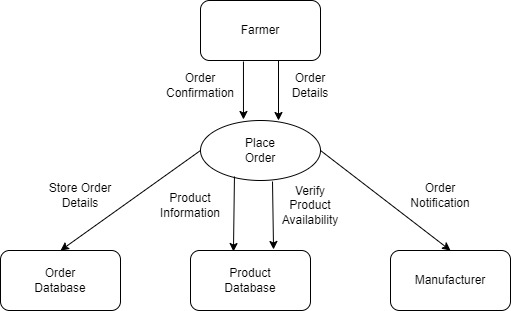 Farmer
Order
Confirmation
Order
Details
Place
Order
Store Order
Details
Product
Information
Verify
Product
Availability
Order
Notification
Order
Database
Product
Database
Manufacturer